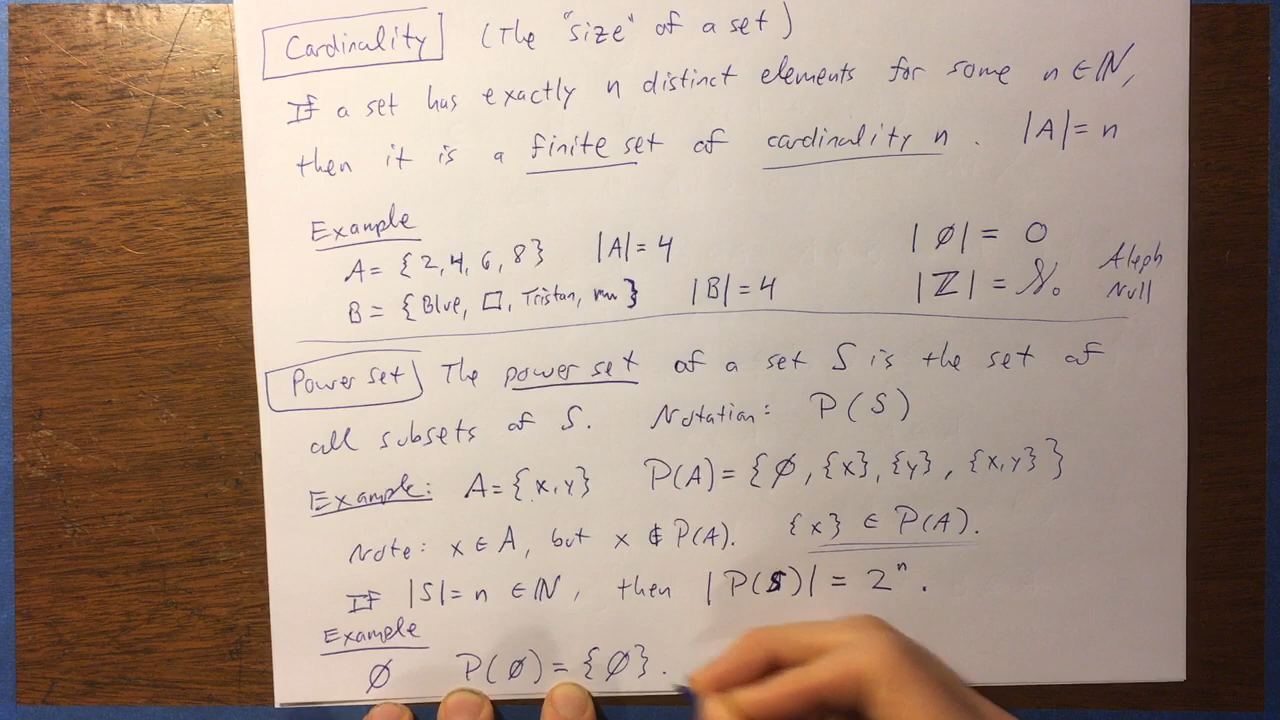 Cardinality (The "size" of a set)
If a set has exactly n distinct elements for some n ∈ ℕ,
then it is a finite set of cardinality n. |A| = n
Example
A = {2, 4, 6, 8} |A| = 4 |∅| = 0
B = {Blue, □, Tristan, } |B| = 4 |ℤ| = ℵ₀ Aleph Null
Power set The power set of a set S is the set of
all subsets of S. Notation: P(S)
Example: A = {x, y} P(A) = {∅, {x}, {y}, {x, y}}
Note: x ∈ A, but x ∉ P(A). {x} ∈ P(A).
If |S| = n ∈ ℕ, then |P(S)| = 2ⁿ.
Example
∅ P(∅) = {∅}.